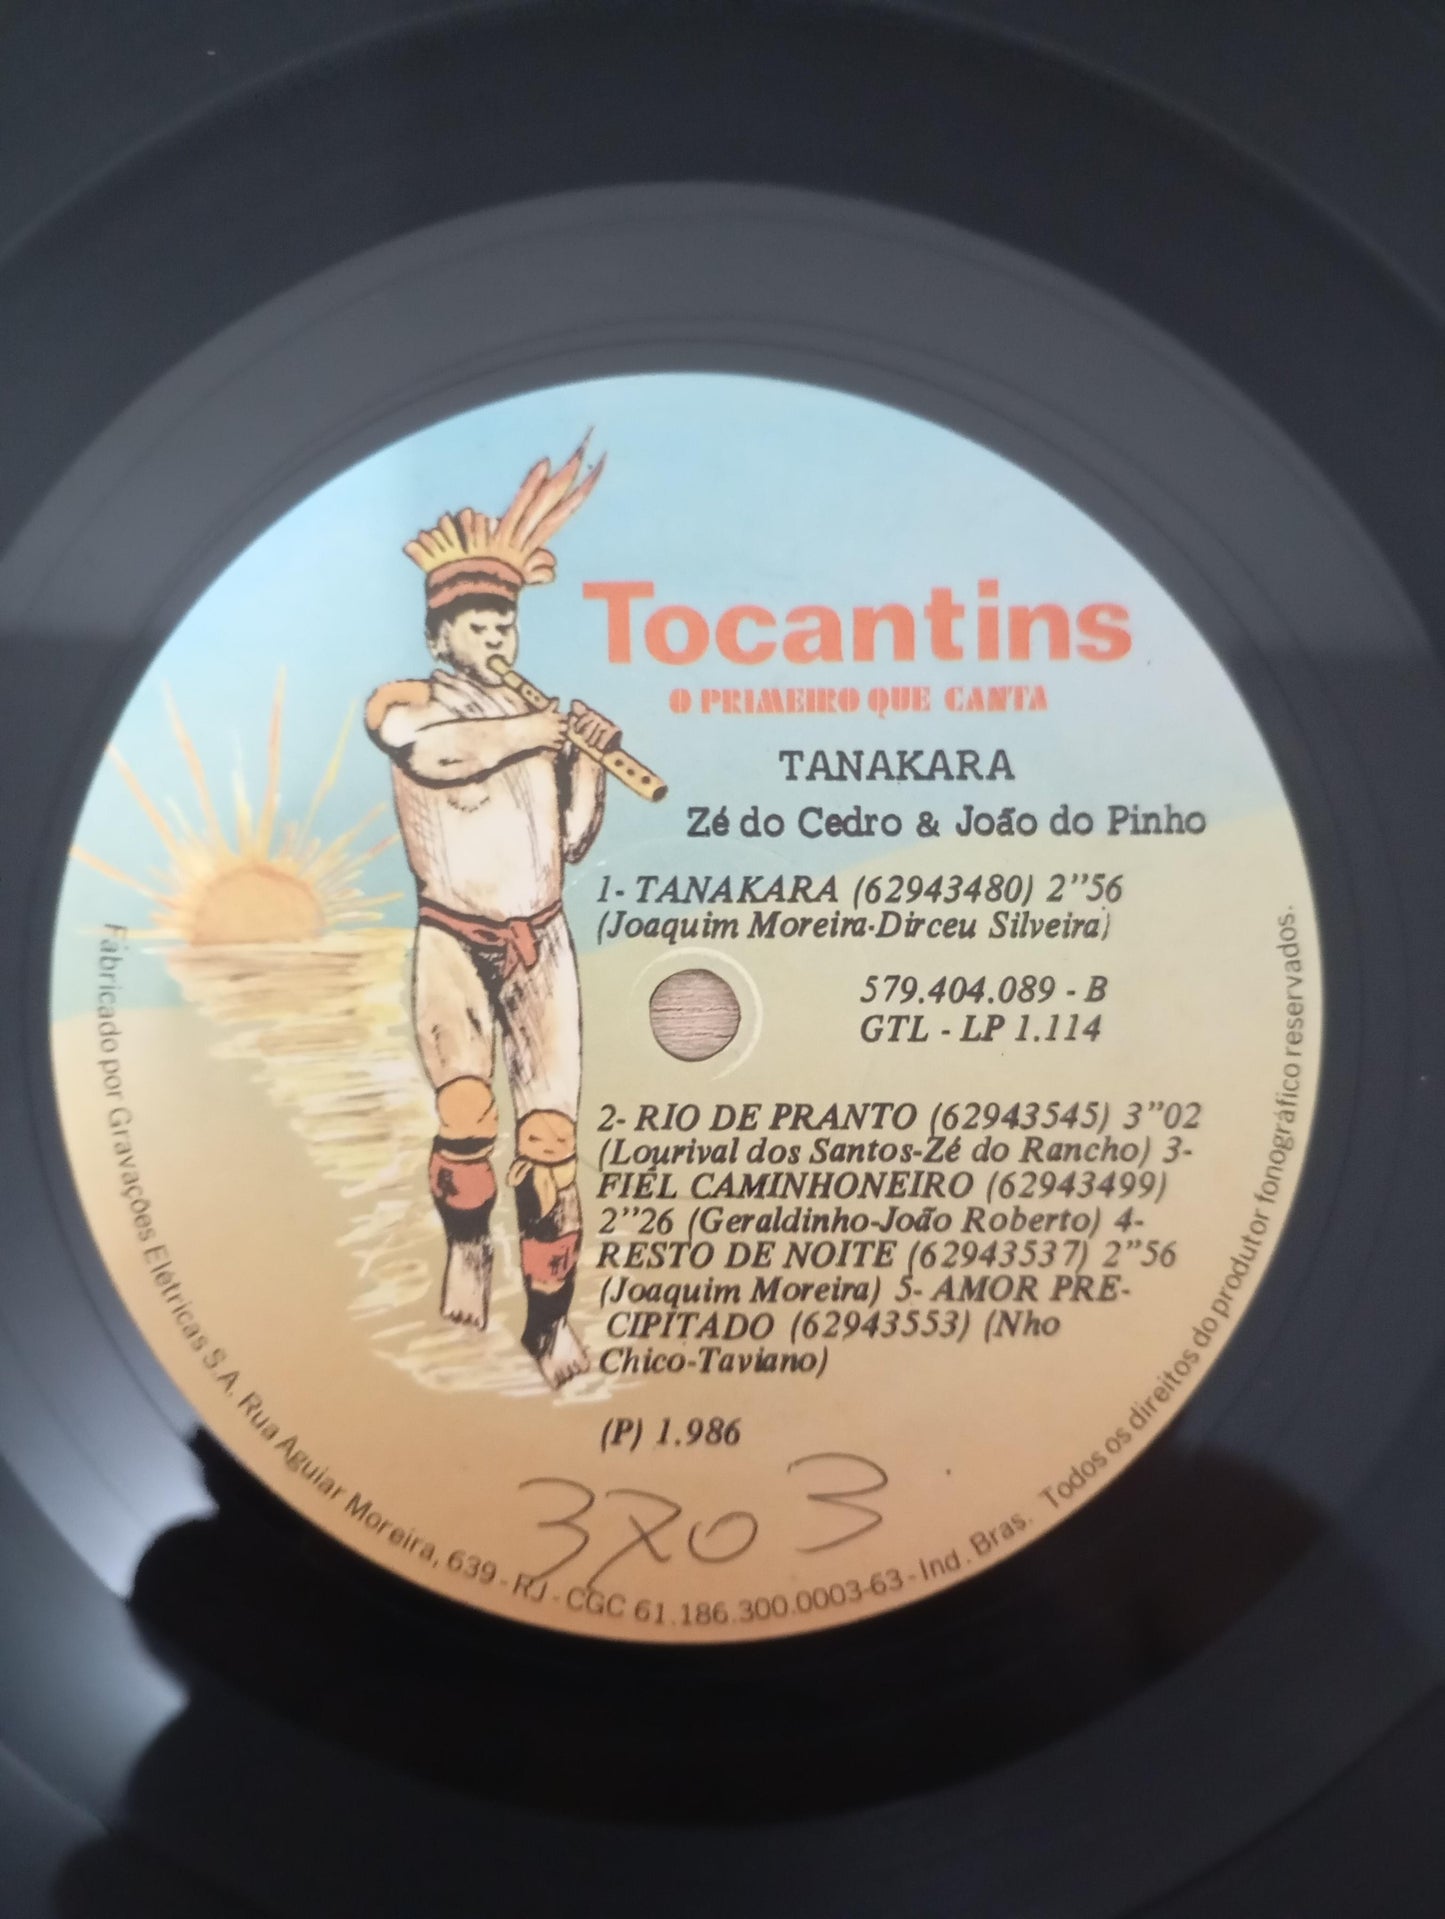 Tocantins
O PRIMEIRO QUE CANTA
TANAKARA
Zé do Cedro & João do Pinho
1- TANAKARA (62943480) 2”56
(Joaquim Moreira-Dirceu Silveira)
579.404.089 - B
GTL - LP 1.114
2- RIO DE PRANTO (62943545) 3”02
(Lourival dos Santos-Zé do Rancho) 3-
FIEL CAMINHONEIRO (62943499)
2”26 (Geraldinho-João Roberto) 4-
RESTO DE NOITE (62943537) 2”56
(Joaquim Moreira) 5- AMOR PRE-
CIPITADO (62943553) (Nho
Chico-Taviano)
(P) 1.986
3703
Fabricado por Gravações Elétricas S.A. Rua Aguiar Moreira, 639 - RJ - CGC 61.186.300.0003-63 - Ind. Bras. Todos os direitos do produtor fonográfico reservados.